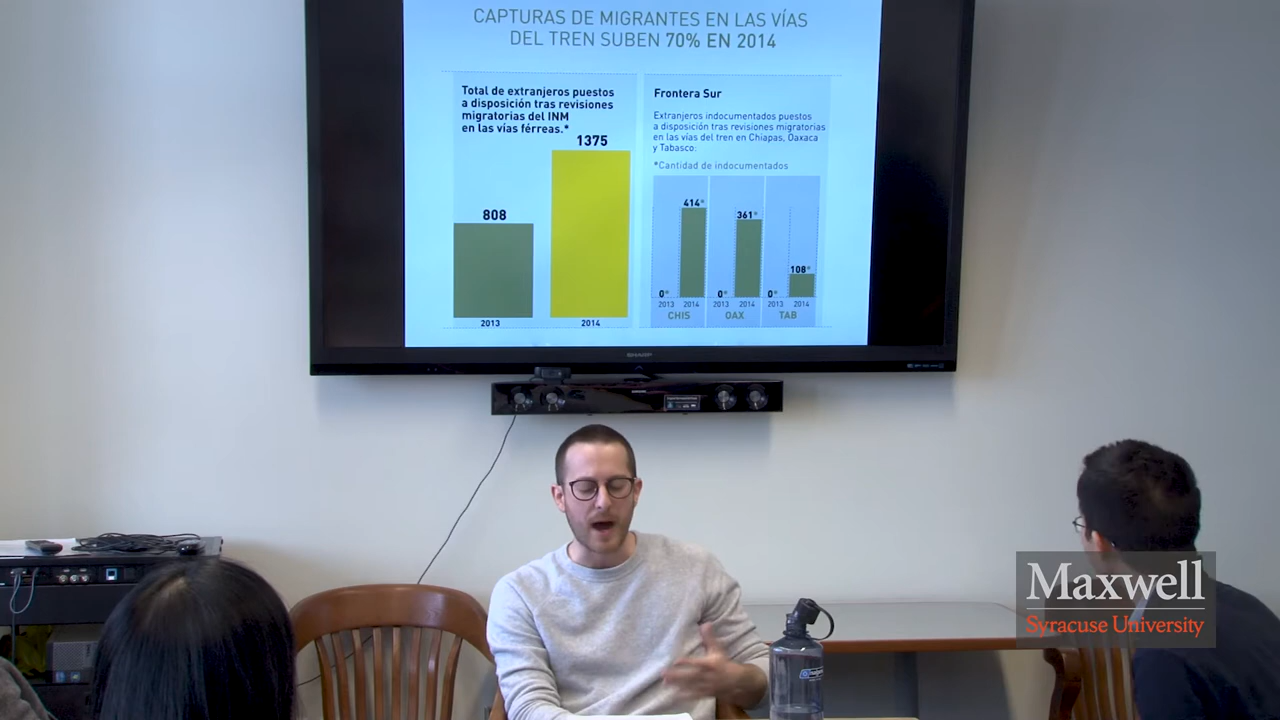 CAPTURAS DE MIGRANTES EN LAS VÍAS
DEL TREN SUBEN 70% EN 2014
Total de extranjeros puestos
a disposición tras revisiones
migratorias del INM
en las vías férreas.*
1375
808
2013
2014
Frontera Sur
Extranjeros indocumentados puestos
a disposición tras revisiones migratorias
en las vías del tren en Chiapas, Oaxaca
y Tabasco:
*Cantidad de indocumentados
414*
361*
108*
0*
0*
0*
2013 2014 2013 2014 2013 2014
CHIS OAX TAB
SHARP
Maxwell
Syracuse University